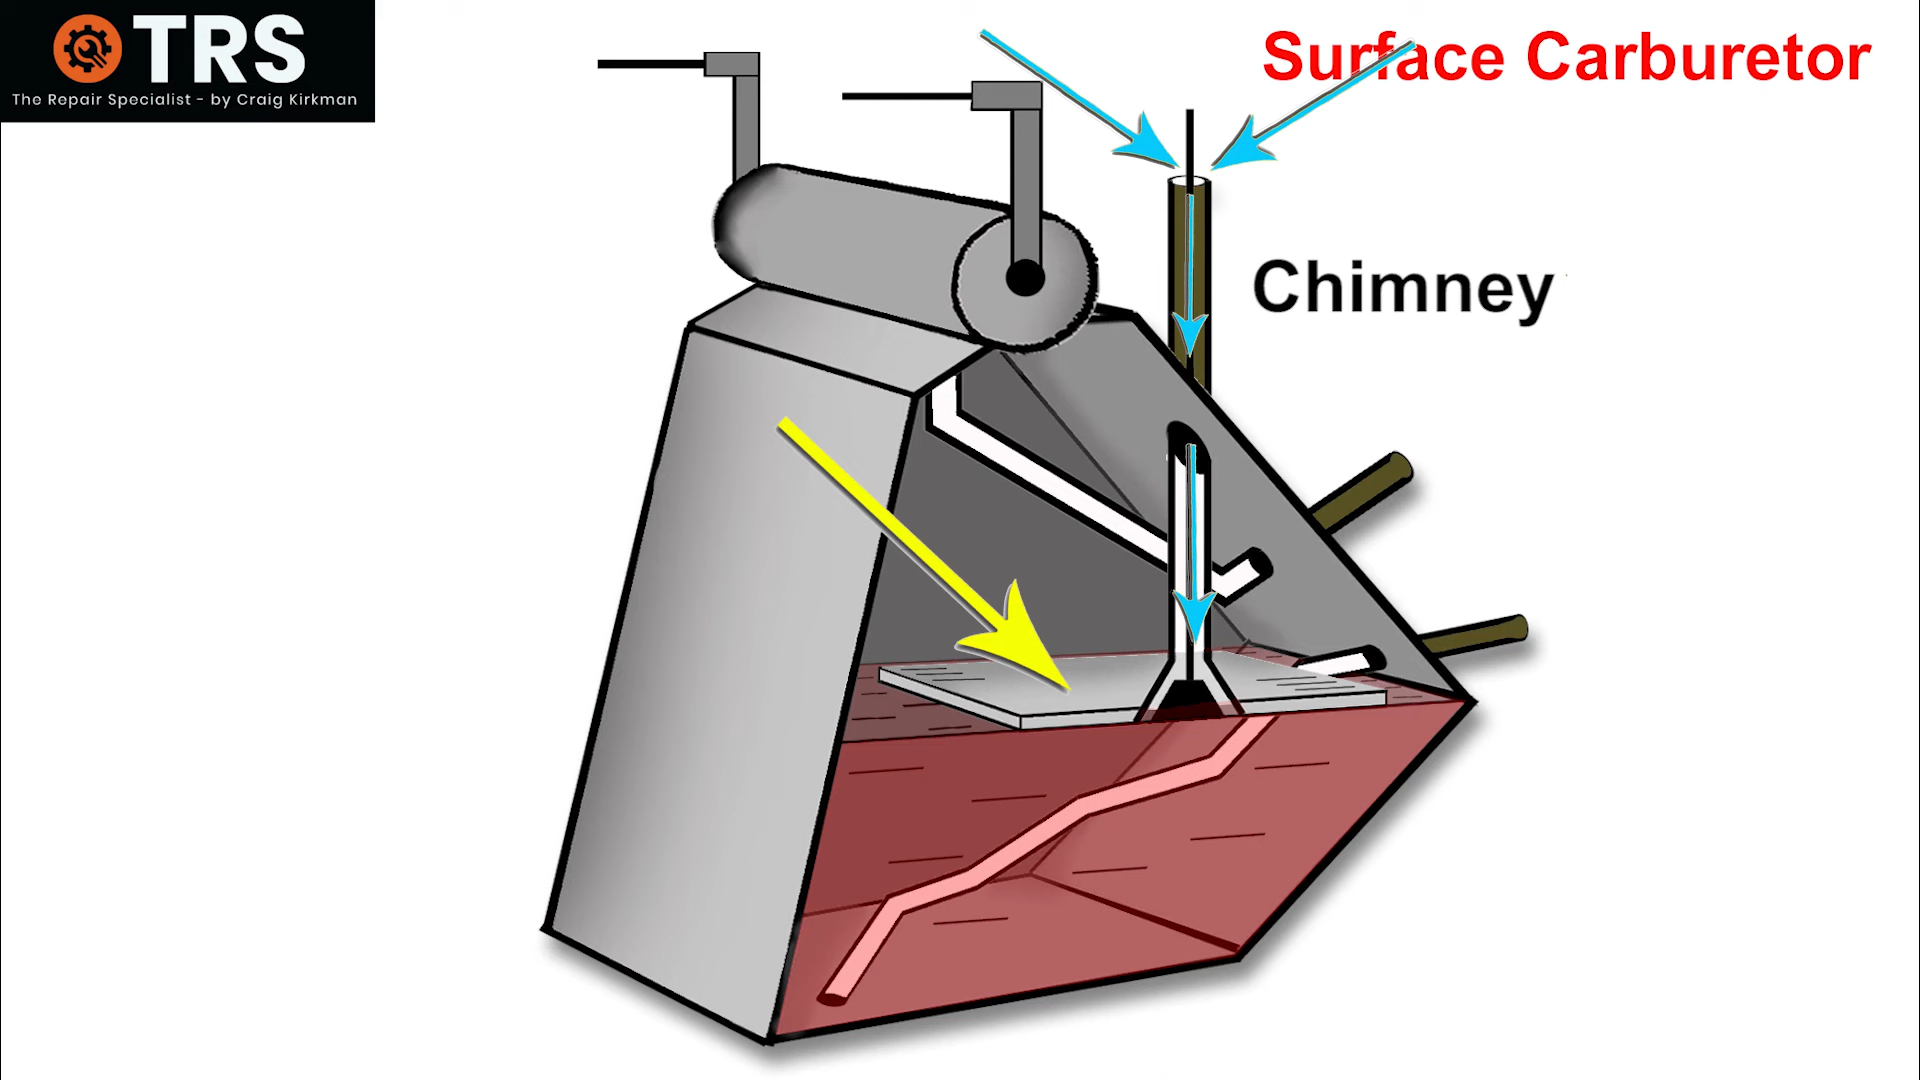 TRS
The Repair Specialist - by Craig Kirkman
Surface Carburetor
Chimney